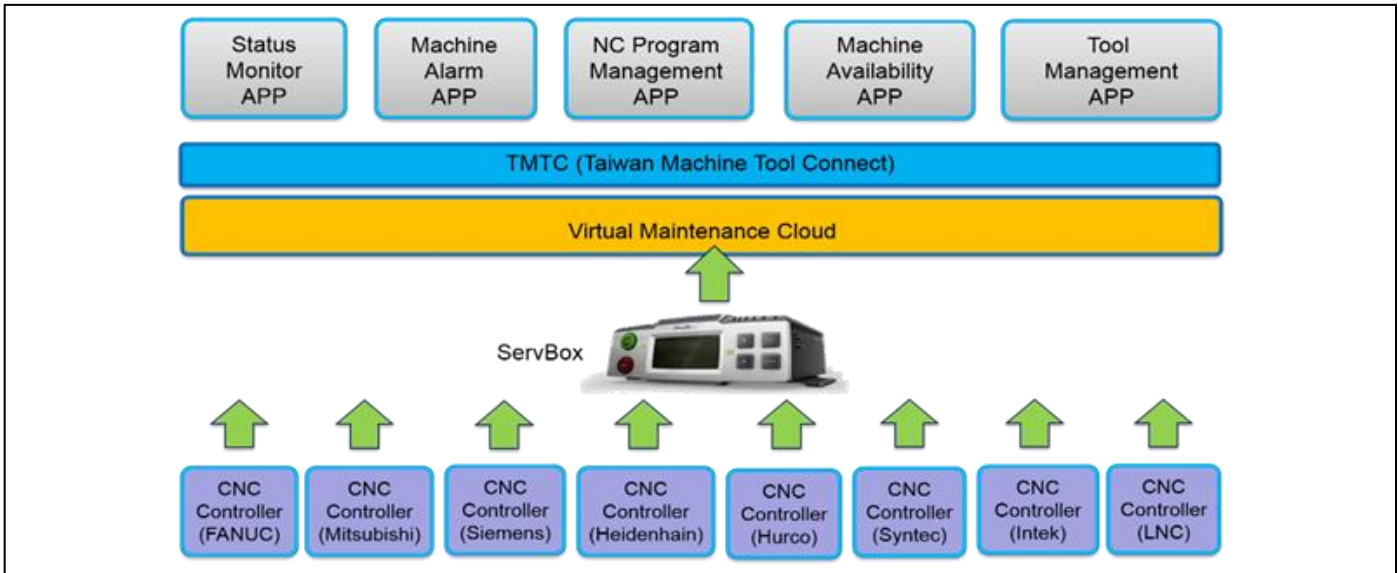 Status
Monitor
APP
Machine
Alarm
APP
NC Program
Management
APP
Machine
Availability
APP
Tool
Management
APP
TMTC (Taiwan Machine Tool Connect)
Virtual Maintenance Cloud
ServBox
CNC
Controller
(FANUC)
CNC
Controller
(Mitsubishi)
CNC
Controller
(Siemens)
CNC
Controller
(Heidenhain)
CNC
Controller
(Hurco)
CNC
Controller
(Syntec)
CNC
Controller
(Intek)
CNC
Controller
(LNC)